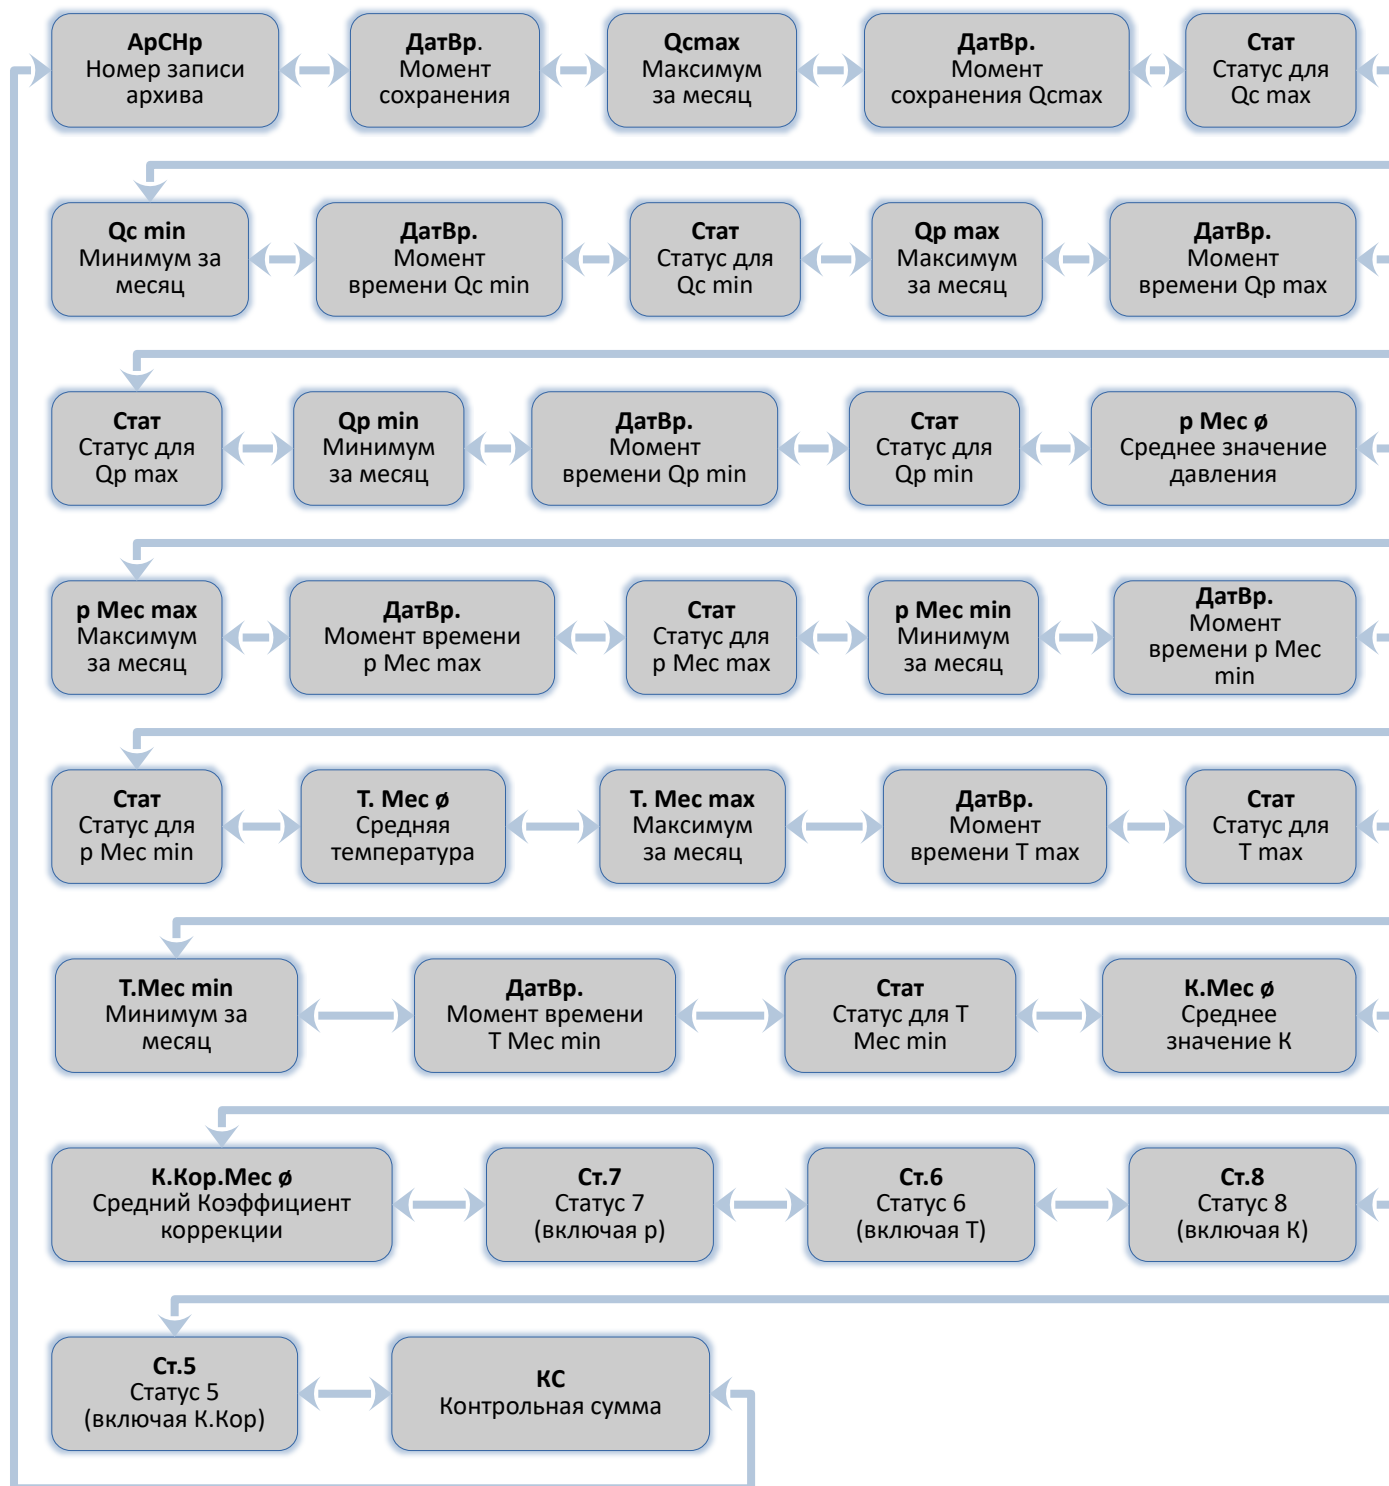 АрСНр
Номер записи
архива
ДатВр.
Момент
сохранения
Qcmax
Максимум
за месяц
ДатВр.
Момент
сохранения Qcmax
Стат
Статус для
Qc max
Qc min
Минимум за
месяц
ДатВр.
Момент
времени Qc min
Стат
Статус для
Qc min
Qp max
Максимум
за месяц
ДатВр.
Момент
времени Qp max
Стат
Статус для
Qp max
Qp min
Минимум
за месяц
ДатВр.
Момент
времени Qp min
Стат
Статус для
Qp min
p Мес ø
Среднее значение
давления
p Мес max
Максимум
за месяц
ДатВр.
Момент времени
p Мес max
Стат
Статус для
p Мес max
p Мес min
Минимум
за месяц
ДатВр.
Момент
времени p Мес
min
Стат
Статус для
p Мес min
Т. Мес ø
Средняя
температура
Т. Мес max
Максимум
за месяц
ДатВр.
Момент
времени Т max
Стат
Статус для
Т max
Т.Мес min
Минимум за
месяц
ДатВр.
Момент времени
Т Мес min
Стат
Статус для Т
Мес min
К.Мес ø
Среднее
значение К
К.Кор.Мес ø
Средний Коэффициент
коррекции
Ст.7
Статус 7
(включая р)
Ст.6
Статус 6
(включая Т)
Ст.8
Статус 8
(включая К)
Ст.5
Статус 5
(включая К.Кор)
КС
Контрольная сумма